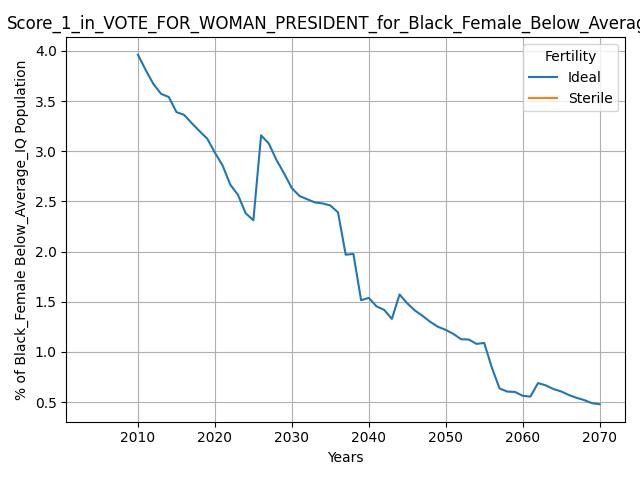 Score_1_in_VOTE_FOR_WOMAN_PRESIDENT_for_Black_Female_Below_Averag
% of Black_Female Below_Average_IQ Population
4.0
3.5
3.0
2.5
2.0
1.5
1.0
0.5
Fertility
Ideal
Sterile
2010 2020 2030 2040 2050 2060 2070
Years